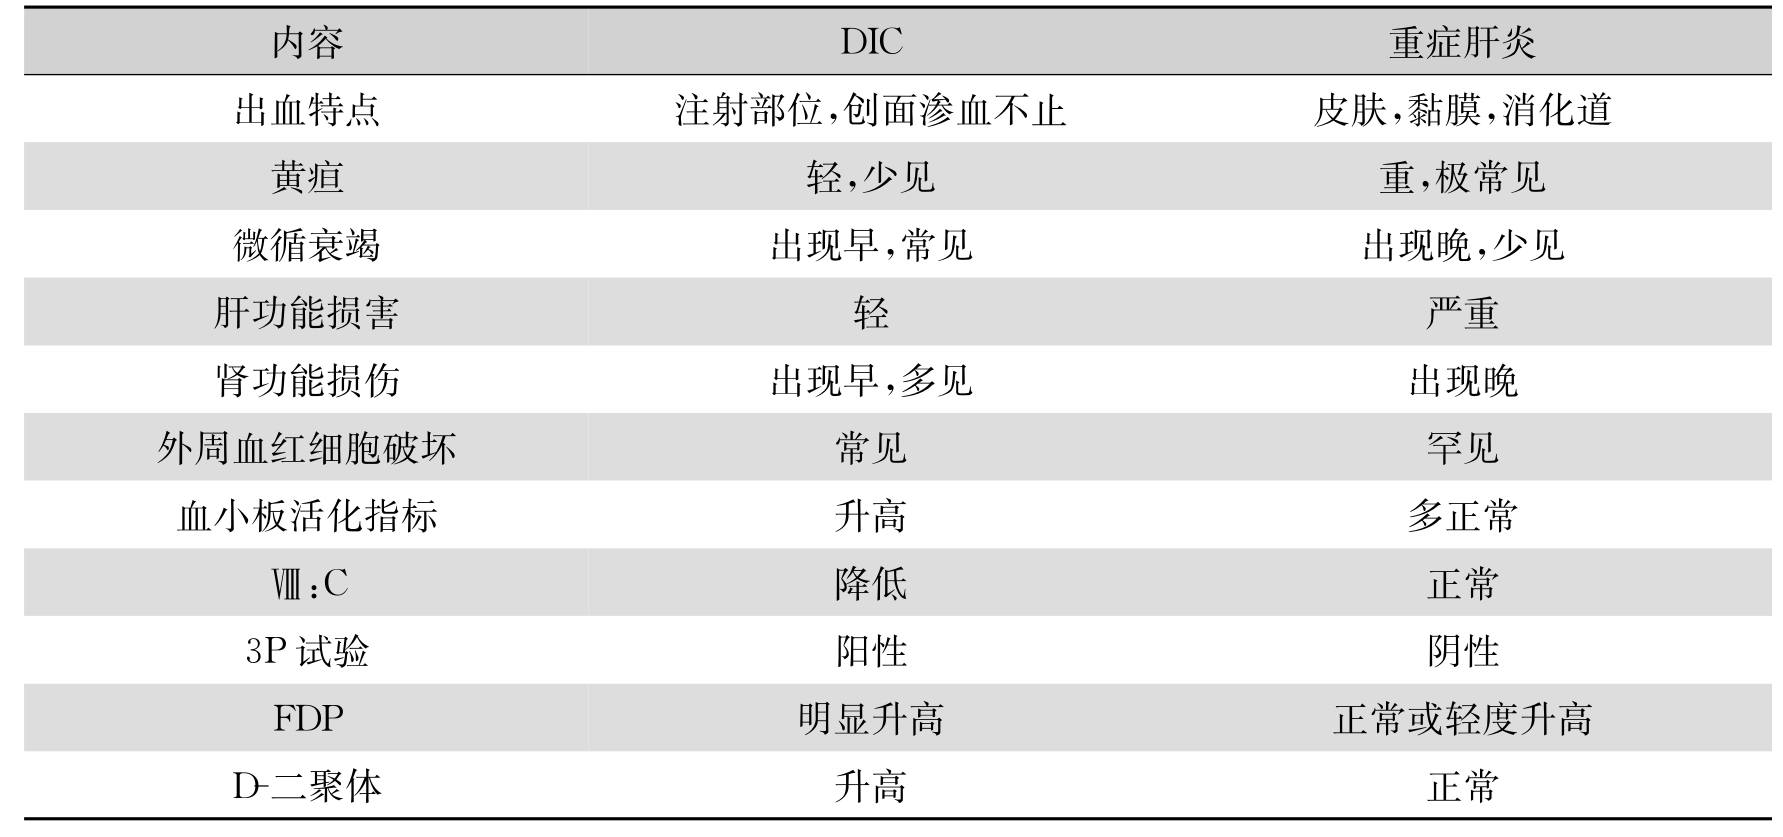 内容 DIC 重症肝炎
出血特点 注射部位,创面渗血不止 皮肤,黏膜,消化道
黄疸 轻,少见 重,极常见
微循衰竭 出现早,常见 出现晚,少见
肝功能损害 轻 严重
肾功能损伤 出现早,多见 出现晚
外周血红细胞破坏 常见 罕见
血小板活化指标 升高 多正常
Ⅷ:C 降低 正常
3P试验 阳性 阴性
FDP 明显升高 正常或轻度升高
D-二聚体 升高 正常